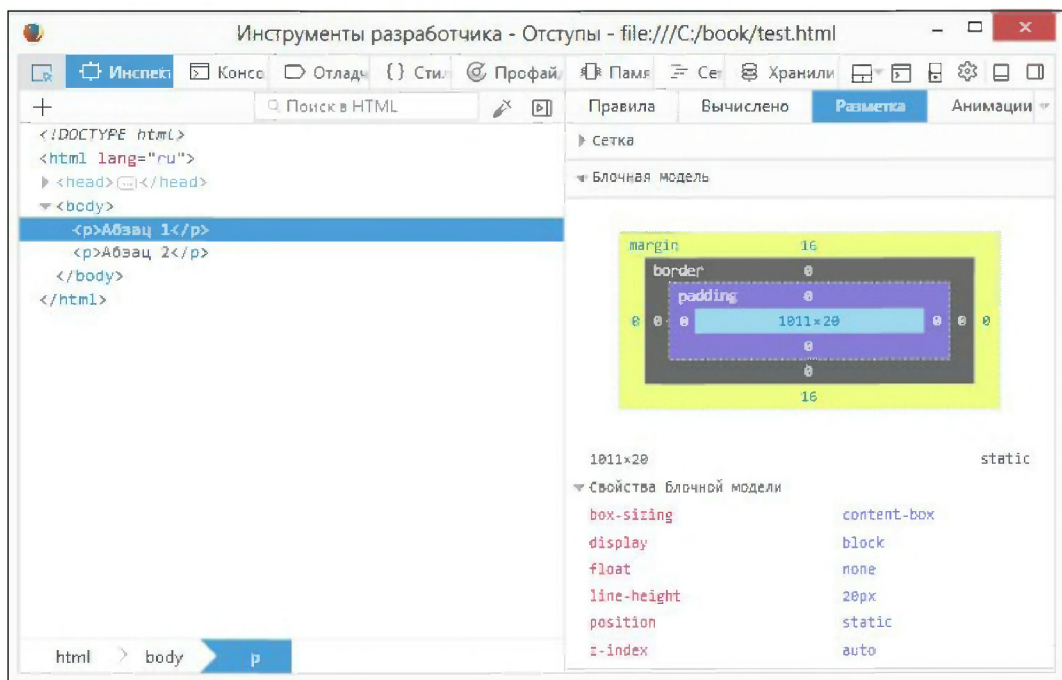 Инструменты разработчика - Отступы - file:///C:/book/test.html
Инспект Консо Отладч {} Стил Профай Памя Сет Хранили
Поиск в HTML
<!DOCTYPE html>
<html lang="ru">
<head>…</head>
<body>
<p>Абзац 1</p>
<p>Абзац 2</p>
</body>
</html>
html body p
Правила Вычислено Разметка Анимации
Сетка
Блочная модель
margin 16
border 0
padding 0
0 0 0 1011×20 0 0 0
0
0
16
1011×20 static
Свойства блочной модели
box-sizing content-box
display block
float none
line-height 20px
position static
z-index auto